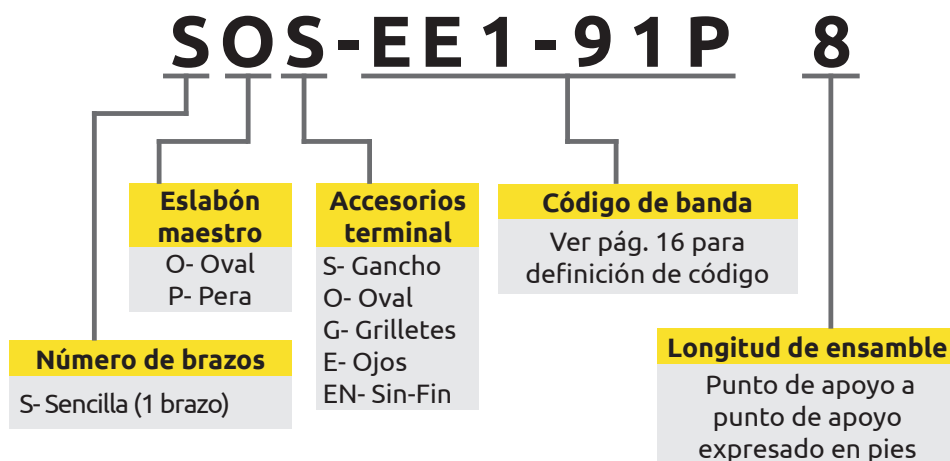 SOS-EE1-91P 8
Eslabón
maestro
O- Oval
P- Pera
Accesorios
terminal
S- Gancho
O- Oval
G- Grilletes
E- Ojos
EN- Sin-Fin
Código de banda
Ver pág. 16 para
definición de código
Número de brazos
S- Sencilla (1 brazo)
Longitud de ensamble
Punto de apoyo a
punto de apoyo
expresado en pies